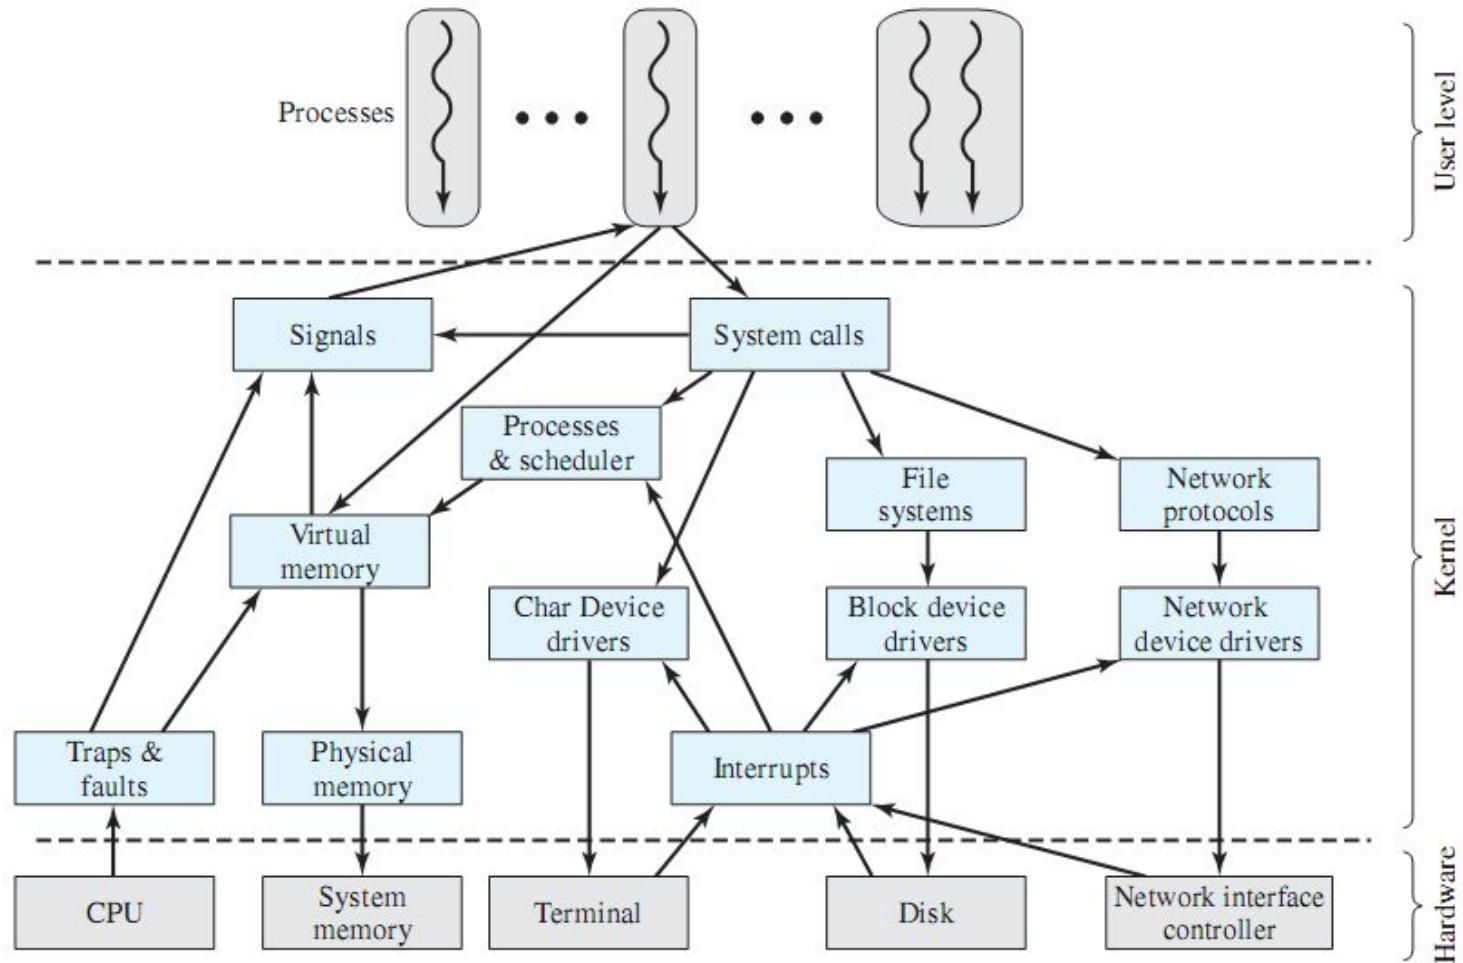 Processes
User level
Signals
System calls
Processes
& scheduler
File
systems
Network
protocols
Virtual
memory
Kernel
Char Device
drivers
Block device
drivers
Network
device drivers
Traps &
faults
Physical
memory
Interrupts
CPU
System
memory
Terminal
Disk
Network interface
controller
Hardware